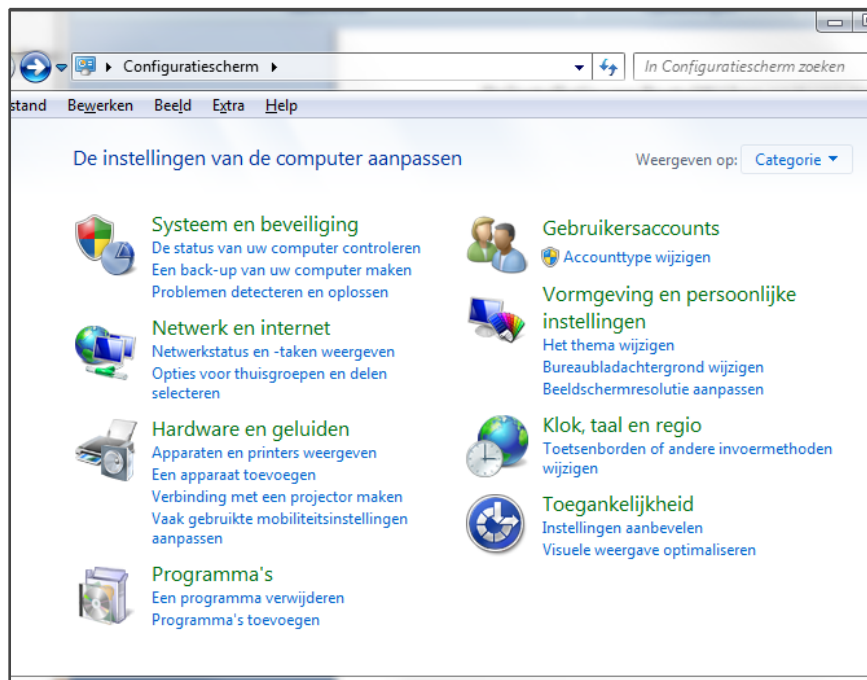 Configuratiescherm
In Configuratiescherm zoeken
stand Bewerken Beeld Extra Help
De instellingen van de computer aanpassen
Weergeven op: Categorie
Systeem en beveiliging
De status van uw computer controleren
Een back-up van uw computer maken
Problemen detecteren en oplossen
Netwerk en internet
Netwerkstatus en -taken weergeven
Opties voor thuisgroepen en delen
selecteren
Hardware en geluiden
Apparaten en printers weergeven
Een apparaat toevoegen
Verbinding met een projector maken
Vaak gebruikte mobiliteitsinstellingen
aanpassen
Programma's
Een programma verwijderen
Programma's toevoegen
Gebruikersaccounts
Accounttype wijzigen
Vormgeving en persoonlijke
instellingen
Het thema wijzigen
Bureaubladachtergrond wijzigen
Beeldschermresolutie aanpassen
Klok, taal en regio
Toetsenborden of andere invoermethoden
wijzigen
Toegankelijkheid
Instellingen aanbevelen
Visuele weergave optimaliseren